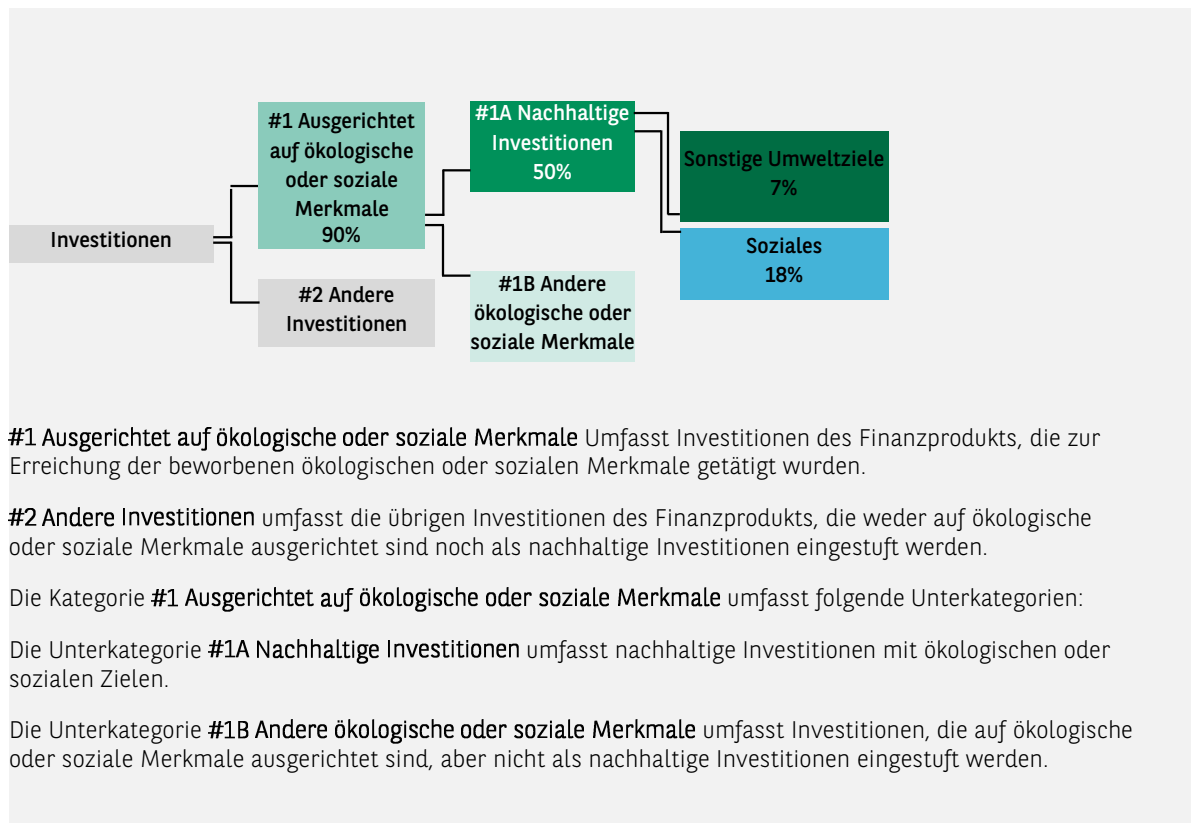 Investitionen
#1 Ausgerichtet
auf ökologische
oder soziale
Merkmale
90%
#2 Andere
Investitionen
#1A Nachhaltige
Investitionen
50%
#1B Andere
ökologische oder
soziale Merkmale
Sonstige Umweltziele
7%
Soziales
18%
#1 Ausgerichtet auf ökologische oder soziale Merkmale Umfasst Investitionen des Finanzprodukts, die zur
Erreichung der beworbenen ökologischen oder sozialen Merkmale getätigt wurden.
#2 Andere Investitionen umfasst die übrigen Investitionen des Finanzprodukts, die weder auf ökologische
oder soziale Merkmale ausgerichtet sind noch als nachhaltige Investitionen eingestuft werden.
Die Kategorie #1 Ausgerichtet auf ökologische oder soziale Merkmale umfasst folgende Unterkategorien:
Die Unterkategorie #1A Nachhaltige Investitionen umfasst nachhaltige Investitionen mit ökologischen oder
sozialen Zielen.
Die Unterkategorie #1B Andere ökologische oder soziale Merkmale umfasst Investitionen, die auf ökologische
oder soziale Merkmale ausgerichtet sind, aber nicht als nachhaltige Investitionen eingestuft werden.